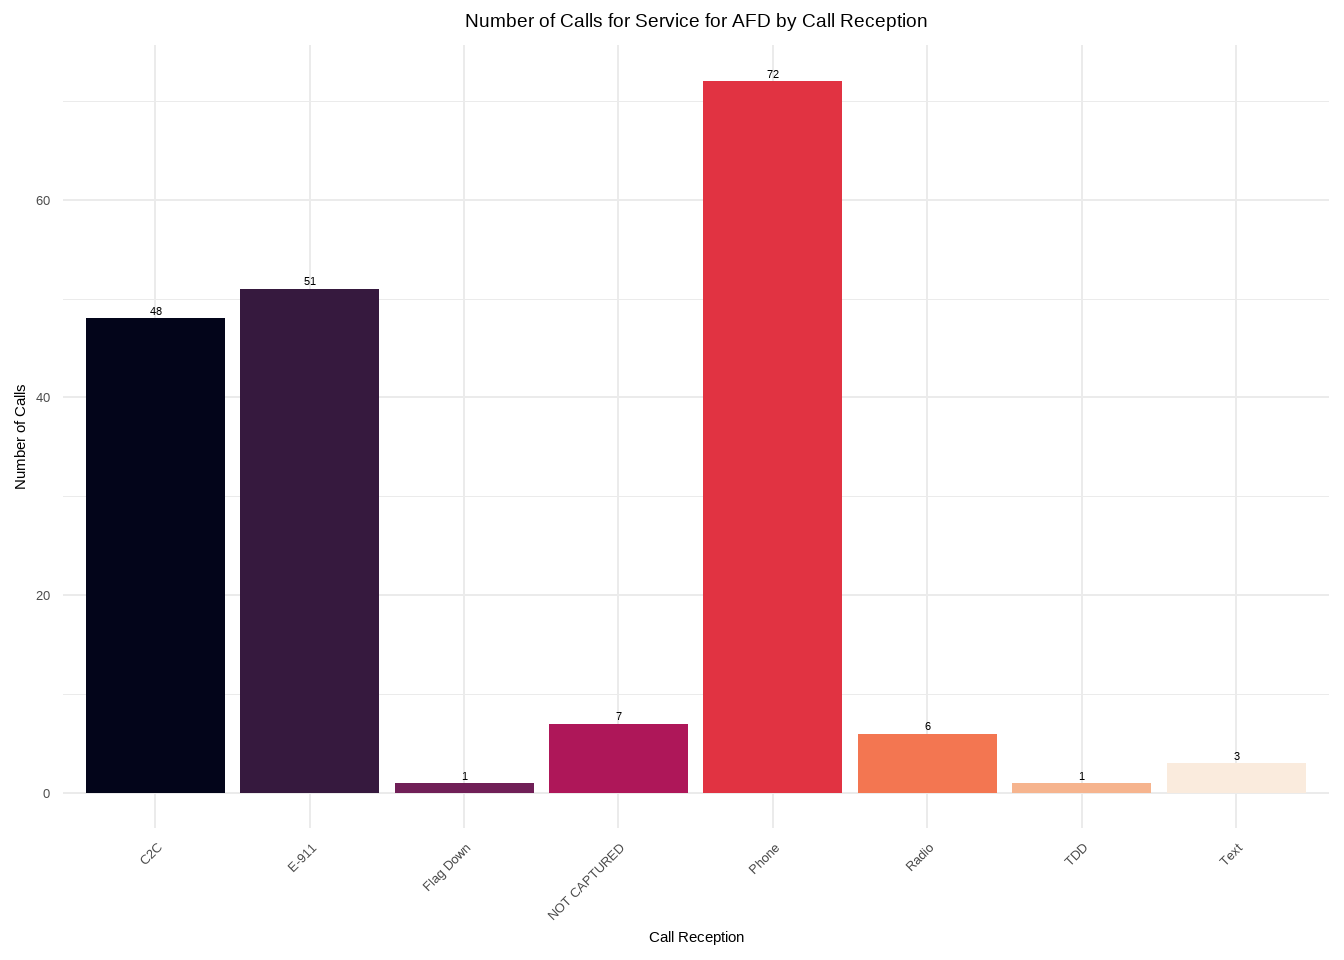 Number of Calls for Service for AFD by Call Reception
72
60
51
48
40
Number of Calls
20
7
6
3
1
1
0
C2C
E-911
Flag Down
NOT CAPTURED
Phone
Radio
TDD
Text
Call Reception